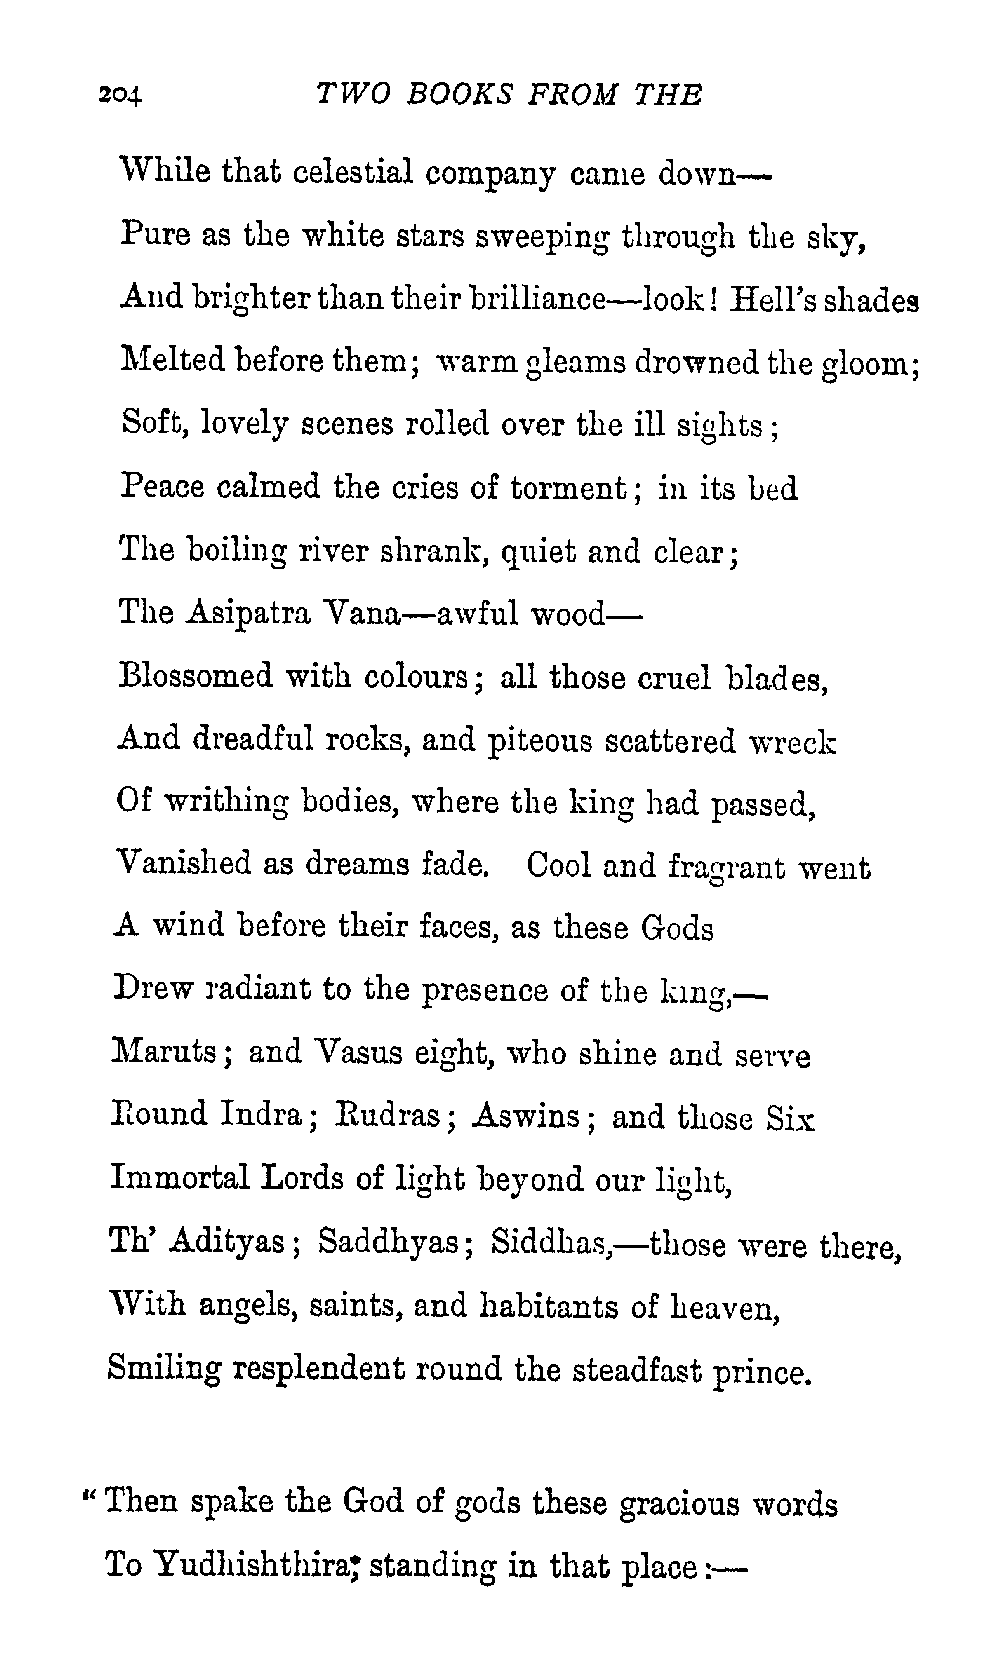 204 TWO BOOKS FROM THE
While that celestial company came down—
Pure as the white stars sweeping through the sky,
And brighter than their brilliance—look! Hell's shades
Melted before them; warm gleams drowned the gloom;
Soft, lovely scenes rolled over the ill sights;
Peace calmed the cries of torment; in its bed
The boiling river shrank, quiet and clear;
The Asipatra Vana—awful wood—
Blossomed with colours; all those cruel blades,
And dreadful rocks, and piteous scattered wreck
Of writhing bodies, where the king had passed,
Vanished as dreams fade. Cool and fragrant went
A wind before their faces, as these Gods
Drew radiant to the presence of the king,—
Maruts; and Vasus eight, who shine and serve
Round Indra; Rudras; Aswins; and those Six
Immortal Lords of light beyond our light,
Th' Adityas; Saddhyas; Siddhas,—those were there,
With angels, saints, and habitants of heaven,
Smiling resplendent round the steadfast prince.
"Then spake the God of gods these gracious words
To Yudhishthira; standing in that place:—